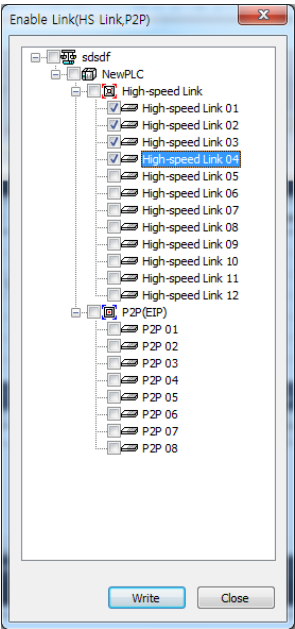 Enable Link(HS Link,P2P)
sdsdf
NewPLC
High-speed Link
High-speed Link 01
High-speed Link 02
High-speed Link 03
High-speed Link 04
High-speed Link 05
High-speed Link 06
High-speed Link 07
High-speed Link 08
High-speed Link 09
High-speed Link 10
High-speed Link 11
High-speed Link 12
P2P(EIP)
P2P 01
P2P 02
P2P 03
P2P 04
P2P 05
P2P 06
P2P 07
P2P 08
Write Close